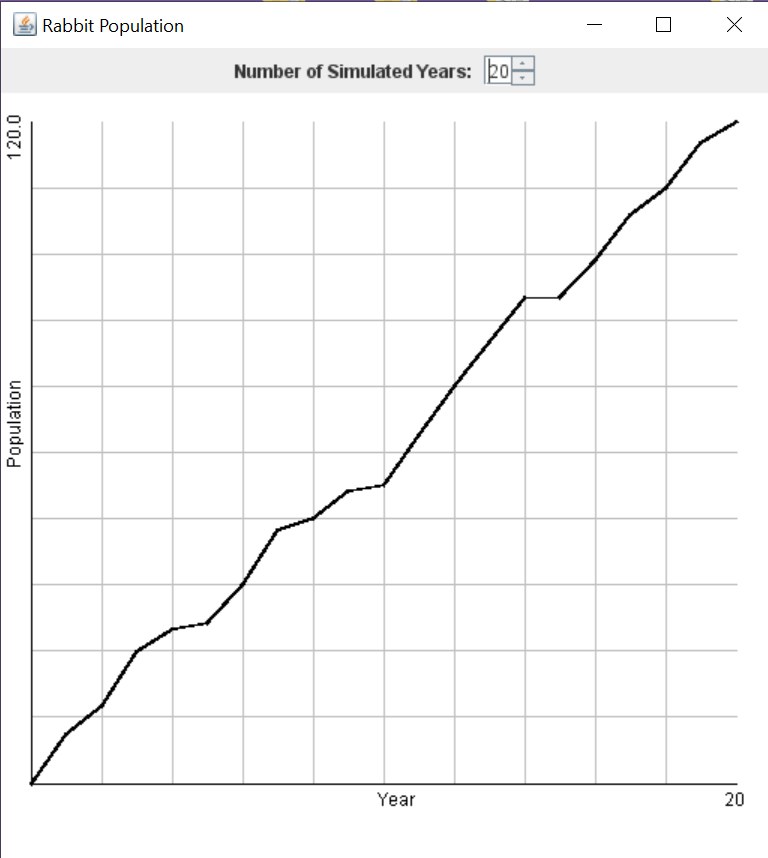 Rabbit Population
Number of Simulated Years: 20
120.0
Population
Year
20